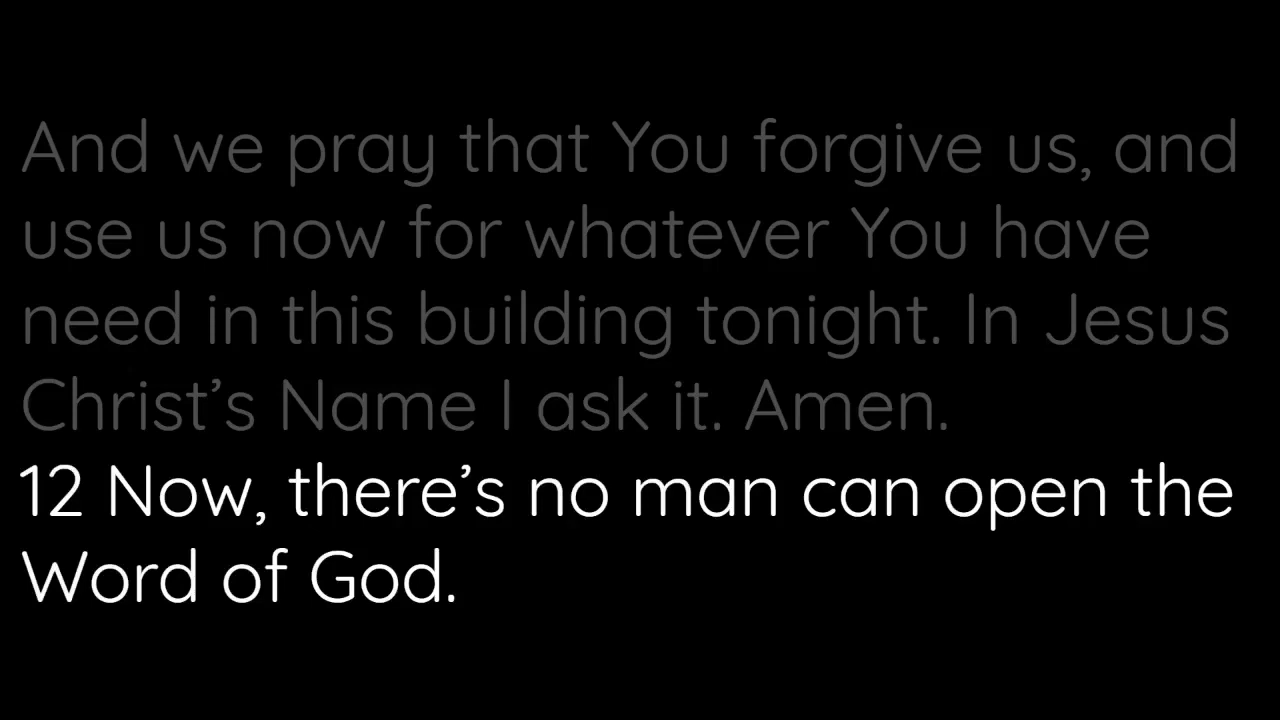 And we pray that You forgive us, and
use us now for whatever You have
need in this building tonight. In Jesus
Christ’s Name I ask it. Amen.
12 Now, there’s no man can open the
Word of God.